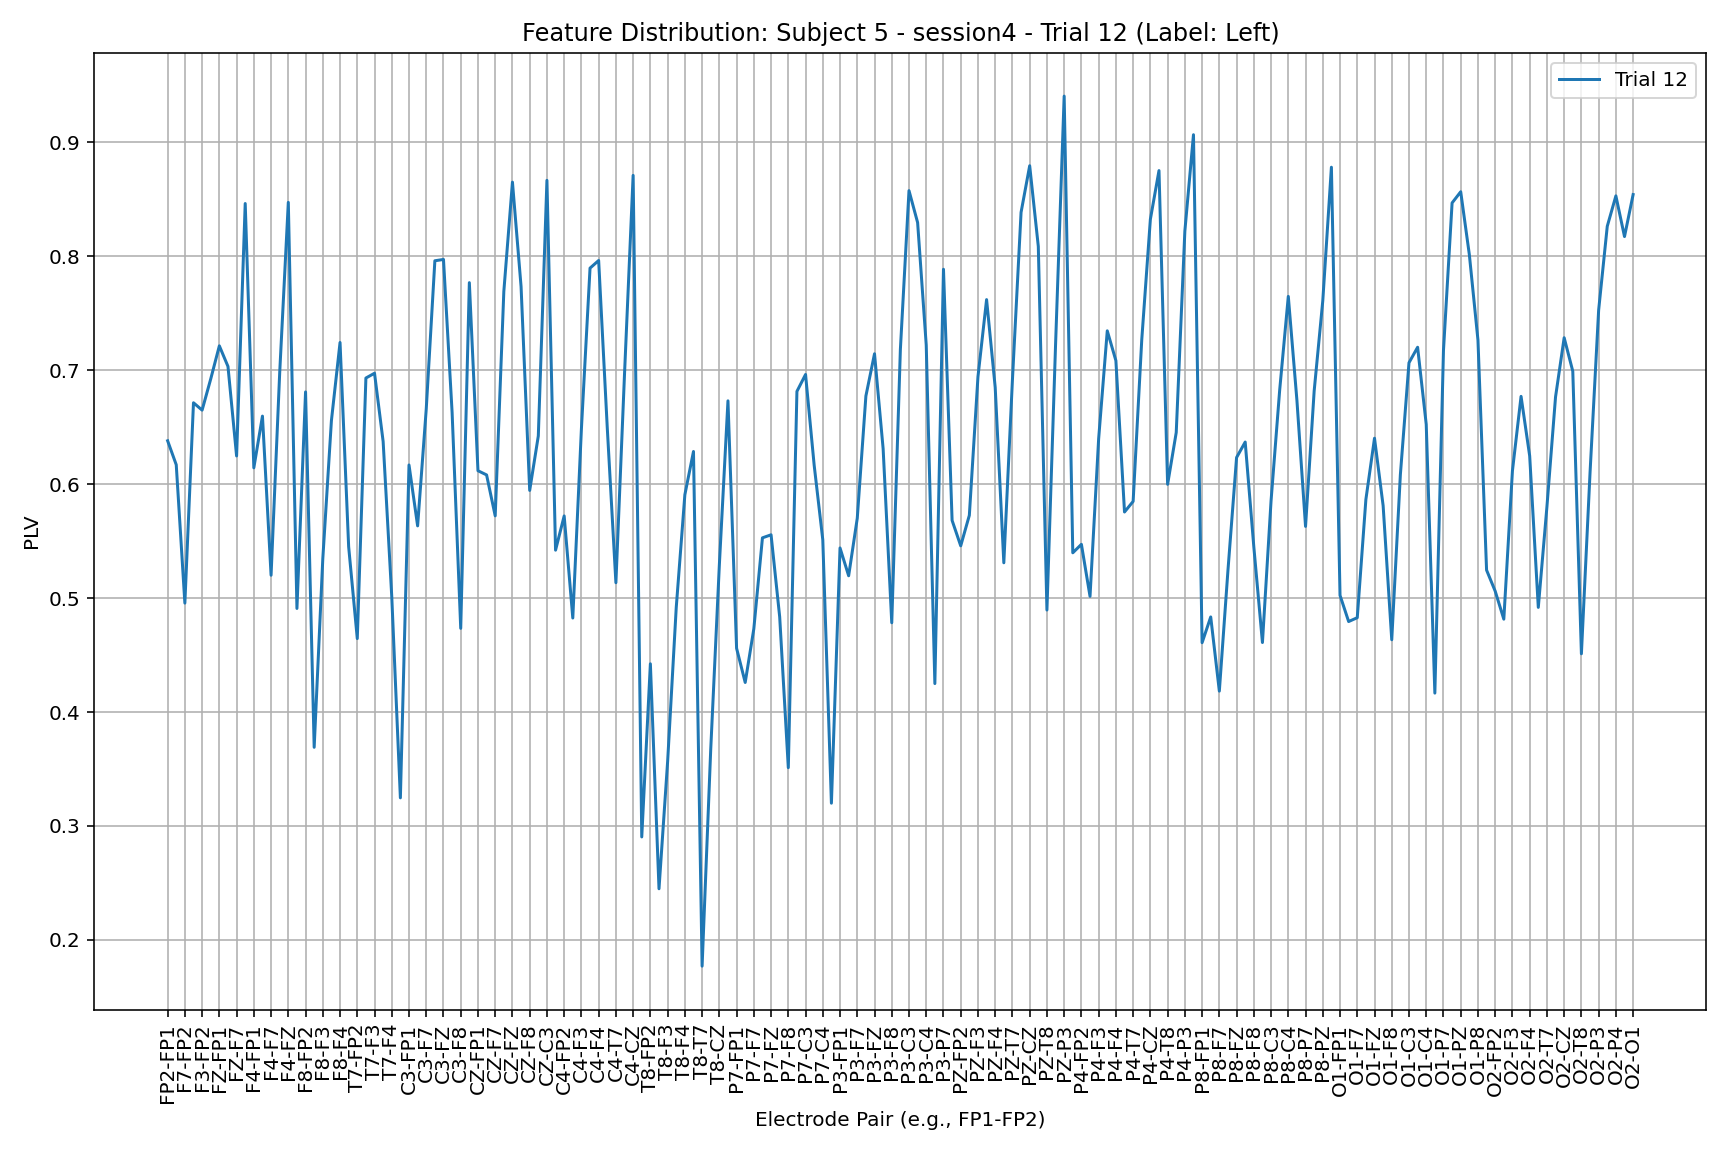 Feature Distribution: Subject 5 - session4 - Trial 12 (Label: Left)
Trial 12
PLV
0.9
0.8
0.7
0.6
0.5
0.4
0.3
0.2
FP2-FP1
F7-FP2
F3-FP2
FZ-FP1
FZ-F7
F4-FP1
F4-F7
F4-FZ
F8-FP2
F8-F3
F8-F4
T7-FP2
T7-F3
T7-F4
C3-FP1
C3-F7
C3-FZ
C3-F8
CZ-FP1
CZ-F7
CZ-FZ
CZ-F8
CZ-C3
C4-FP2
C4-F3
C4-F4
C4-T7
C4-CZ
T8-FP2
T8-F3
T8-F4
T8-T7
T8-CZ
P7-FP1
P7-F7
P7-FZ
P7-F8
P7-C3
P7-C4
P3-FP1
P3-F7
P3-FZ
P3-F8
P3-C3
P3-C4
P3-P7
PZ-FP2
PZ-F3
PZ-F4
PZ-T7
PZ-CZ
PZ-T8
PZ-P3
P4-FP2
P4-F3
P4-F4
P4-T7
P4-CZ
P4-T8
P4-P3
P8-FP1
P8-F7
P8-FZ
P8-F8
P8-C3
P8-C4
P8-P7
P8-PZ
O1-FP1
O1-F7
O1-FZ
O1-F8
O1-C3
O1-C4
O1-P7
O1-PZ
O1-P8
O2-FP2
O2-F3
O2-F4
O2-T7
O2-CZ
O2-T8
O2-P3
O2-P4
O2-O1
Electrode Pair (e.g., FP1-FP2)